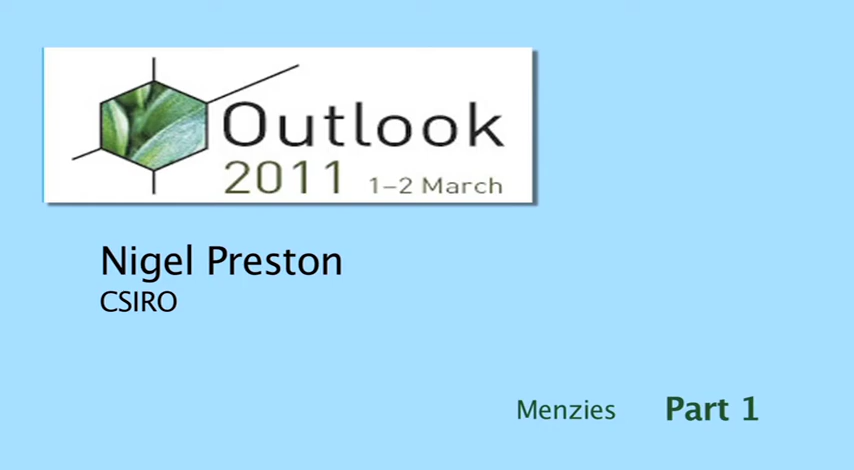 Outlook
2011 1–2 March
Nigel Preston
CSIRO
Menzies Part 1